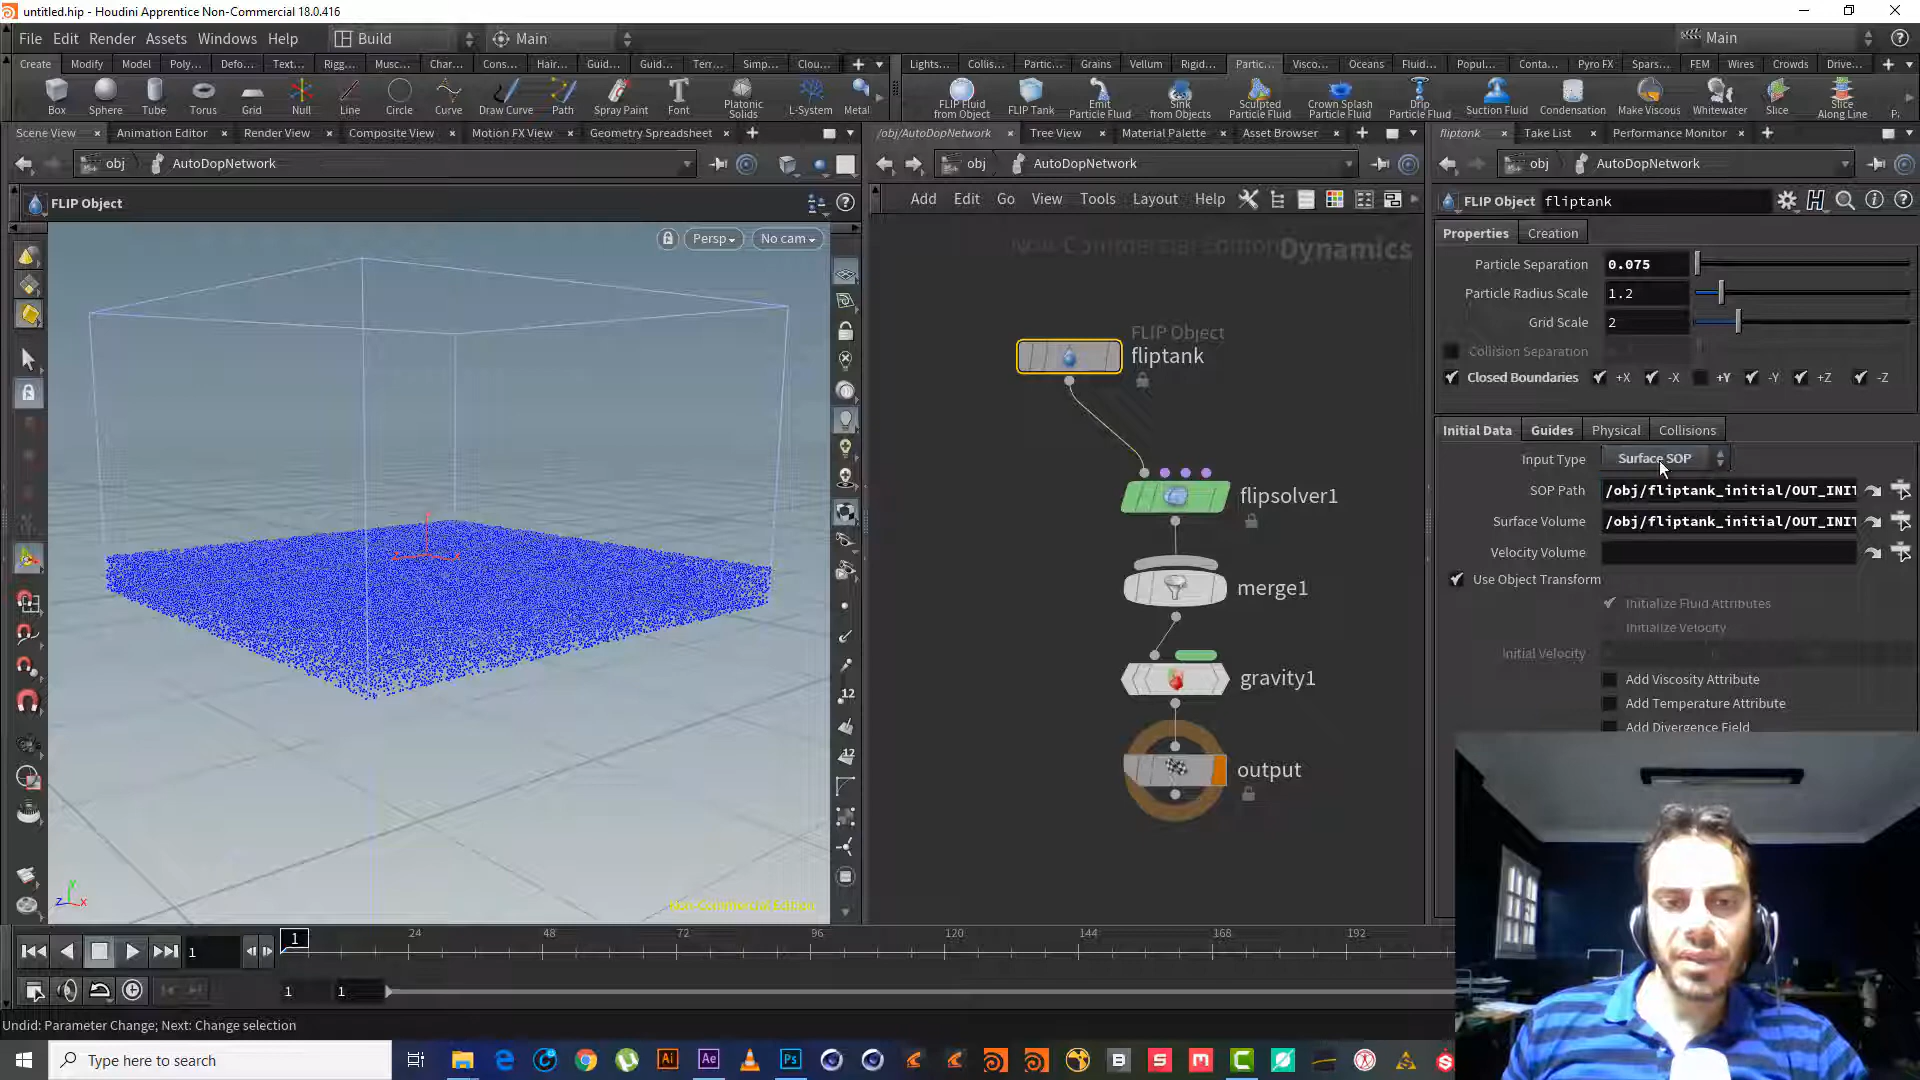 untitled.hip - Houdini Apprentice Non-Commercial 18.0.416
File Edit Render Assets Windows Help Build Main Main
Create Modify Model Poly... Defo... Text... Rigg... Musc... Char... Cons... Hair... Guid... Guid... Terr... Simp... Clou... Lights... Collis... Partic... Grains Vellum Rigid... Partic... Visco... Oceans Fluid... Popul... Conta... Pyro FX Spars... FEM Wires Crowds Drive...
Box Sphere Tube Torus Grid Null Line Circle Curve Draw Curve Path Spray Paint Font Platonic Solids L-System Metal FLIP Fluid from Object FLIP Tank Emit Particle Fluid Sink from Objects Sculpted Particle Fluid Crown Splash Particle Fluid Drip Particle Fluid Suction Fluid Condensation Make Viscous Whitewater Slice Slice Along Line
Scene View Animation Editor Render View Composite View Motion FX View Geometry Spreadsheet /obj/AutoDopNetwork Tree View Material Palette Asset Browser fliptank Take List Performance Monitor
obj AutoDopNetwork obj AutoDopNetwork obj AutoDopNetwork
FLIP Object
Persp No cam
Non-Commercial Edition
Add Edit Go View Tools Layout Help
Non-Commercial Edition Dynamics
FLIP Object
fliptank
flipsolver1
merge1
gravity1
output
FLIP Object fliptank
Properties Creation
Particle Separation 0.075
Particle Radius Scale 1.2
Grid Scale 2
Collision Separation
Closed Boundaries +X -X +Y -Y +Z -Z
Initial Data Guides Physical Collisions
Input Type Surface SOP
SOP Path /obj/fliptank_initial/OUT_INIT
Surface Volume /obj/fliptank_initial/OUT_INIT
Velocity Volume
Use Object Transform
Initialize Fluid Attributes
Initialize Velocity
Initial Velocity
Add Viscosity Attribute
Add Temperature Attribute
Add Divergence Field
12
12
1 1 24 48 72 96 120 144 168 192
1 1
Undid: Parameter Change; Next: Change selection
Type here to search